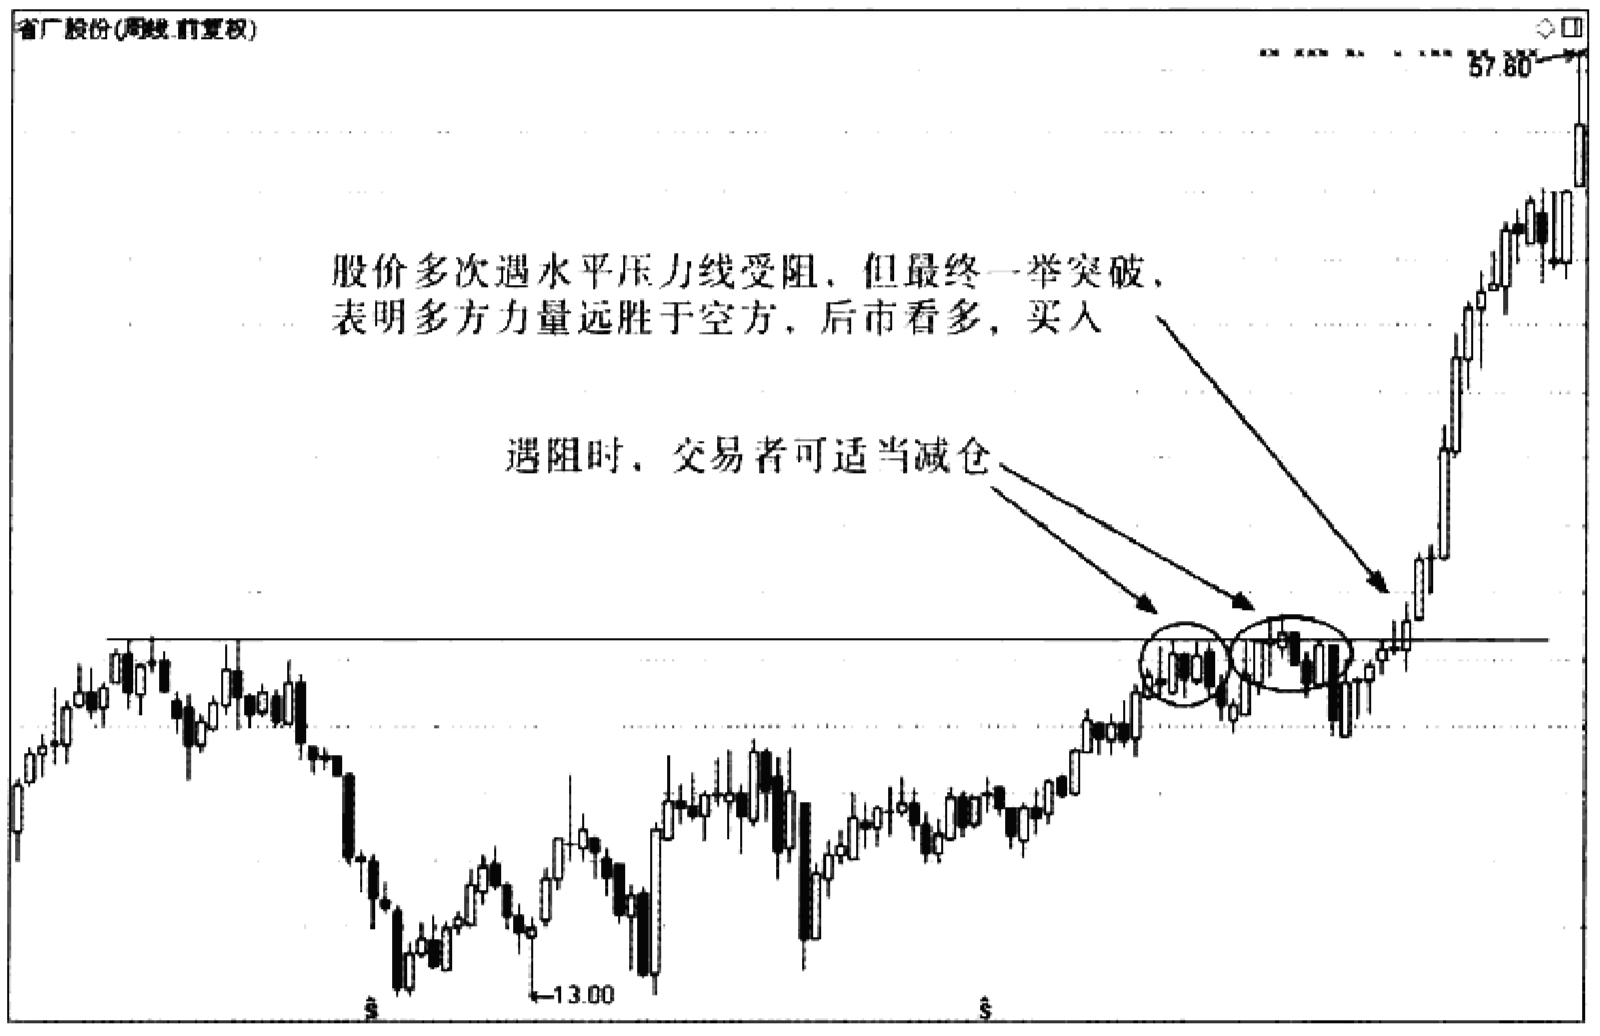 省广股份(周线.前复权)
57.60
股价多次遇水平压力线受阻，但最终一举突破，
表明多方力量远胜于空方，后市看多，买入
遇阻时，交易者可适当减仓
13.00
ŝ ŝ